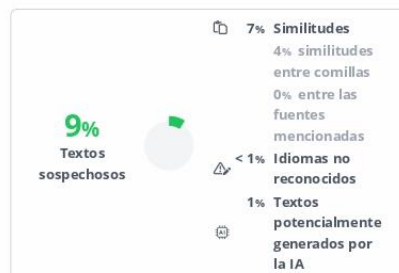 9%
Textos
sospechosos
7% Similitudes
4% similitudes
entre comillas
0% entre las
fuentes
mencionadas
< 1% Idiomas no
reconocidos
1% Textos
potencialmente
generados por
la IA
AI